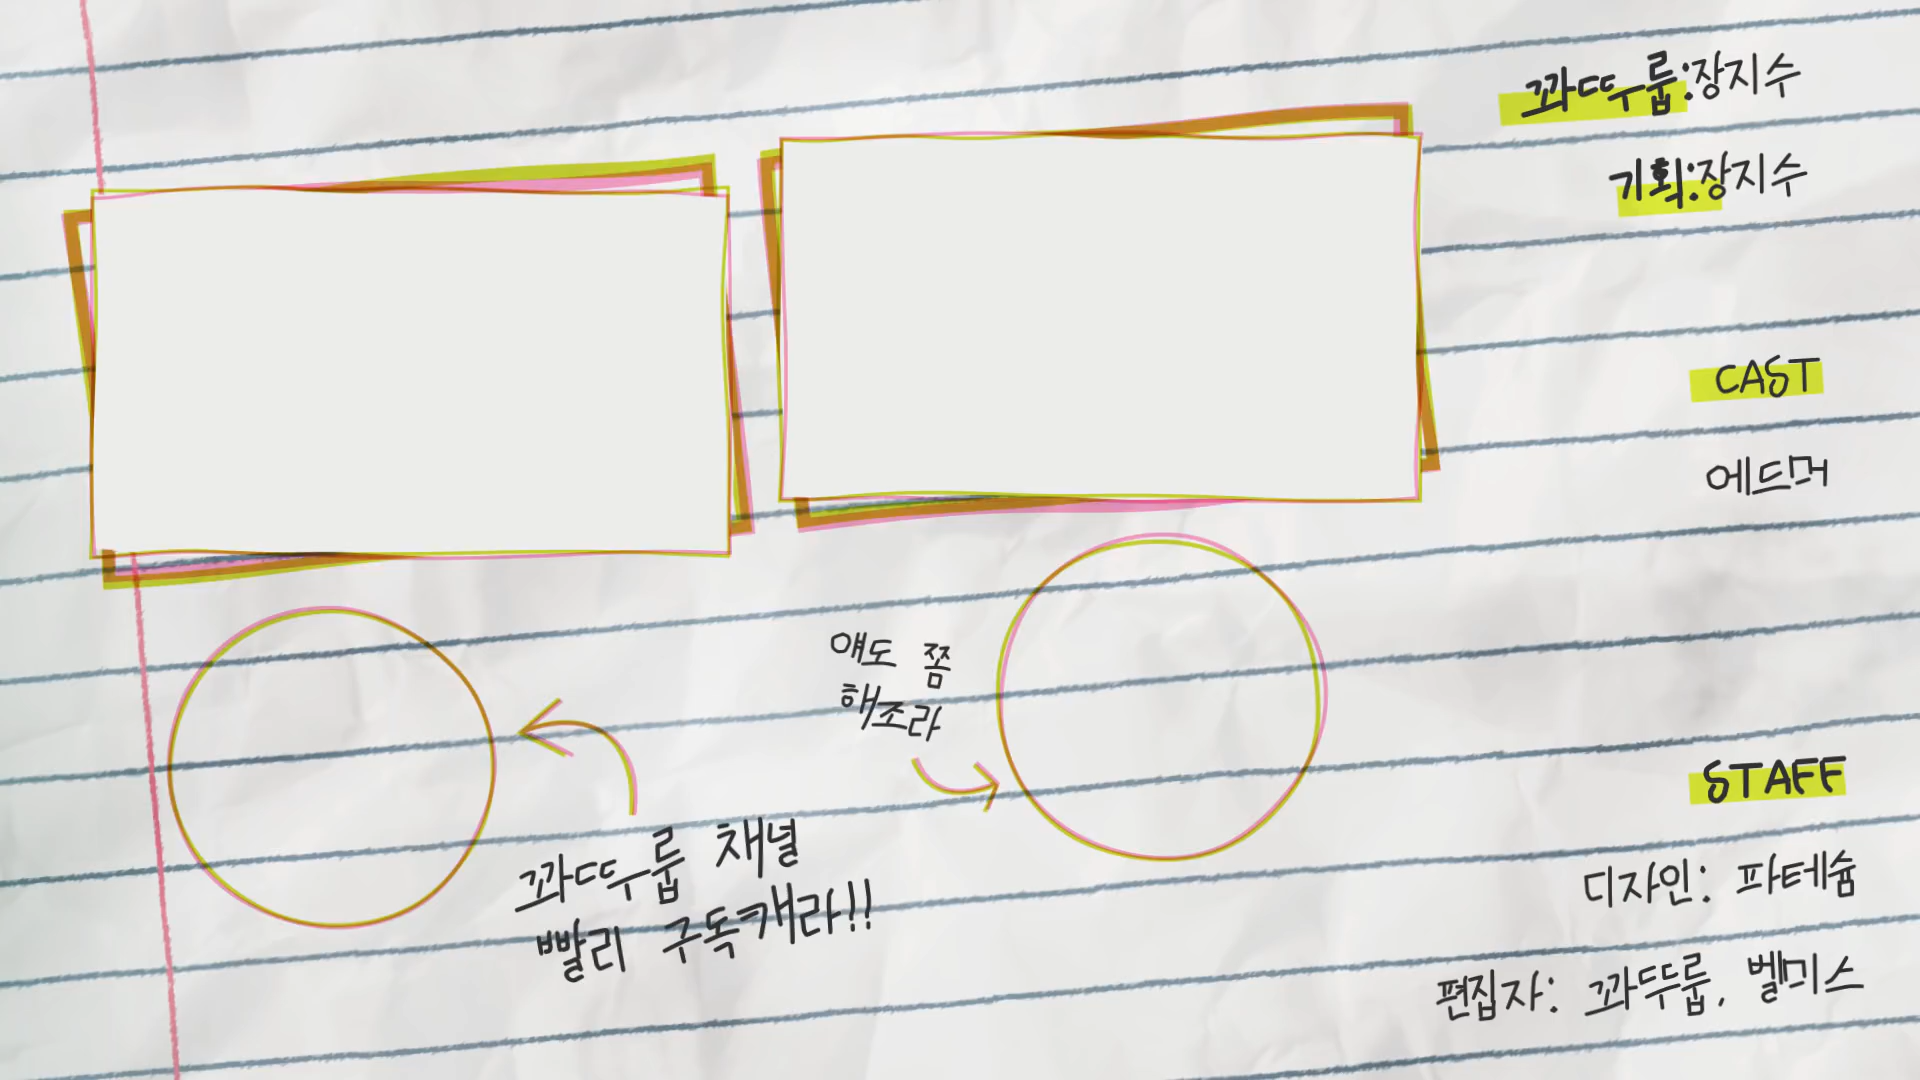 꽈뚜룹:장지수
기획:장지수
CAST
에드머
얘도 쫌
해조라
꽈뚜룹 채널
빨리 구독캐라!!
STAFF
디자인: 파테슘
편집자: 꽈뚜룹, 벨미스